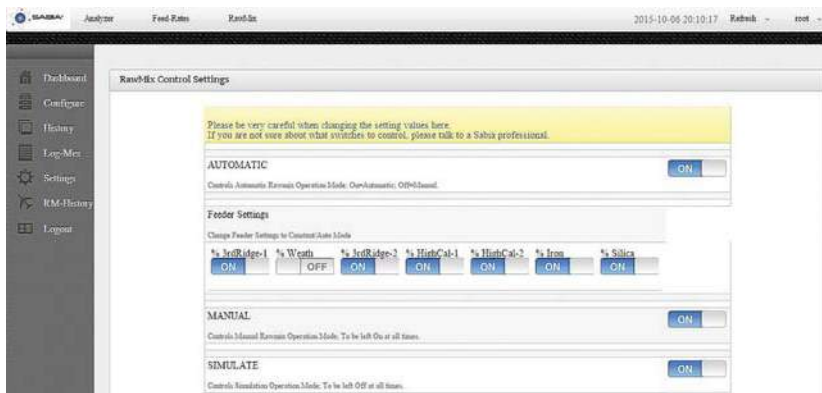 SABIA Analyzer Feed-Rates RawMix 2015-10-06 20:10:17 Refresh root
Dashboard
RawMix Control Settings
Configure
History
Log-Mex
Settings
RM-History
Logout
Please be very careful when changing the setting values here.
If you are not sure about what switches to control, please talk to a Sabia professional.
AUTOMATIC
ON
Controls Automatic Rawmix Operation Mode: On=Automatic; Off=Manual.
Feeder Settings
Change Feeder Settings to Constant/Auto Mode
% 3rdRidge-1 % Weath % 3rdRidge-2 % HighCal-1 % HighCal-2 % Iron % Silica
ON OFF ON ON ON ON ON
MANUAL
ON
Controls Manual Rawmix Operation Mode; To be left On at all times.
SIMULATE
ON
Controls Simulation Operation Mode; To be left Off at all times.